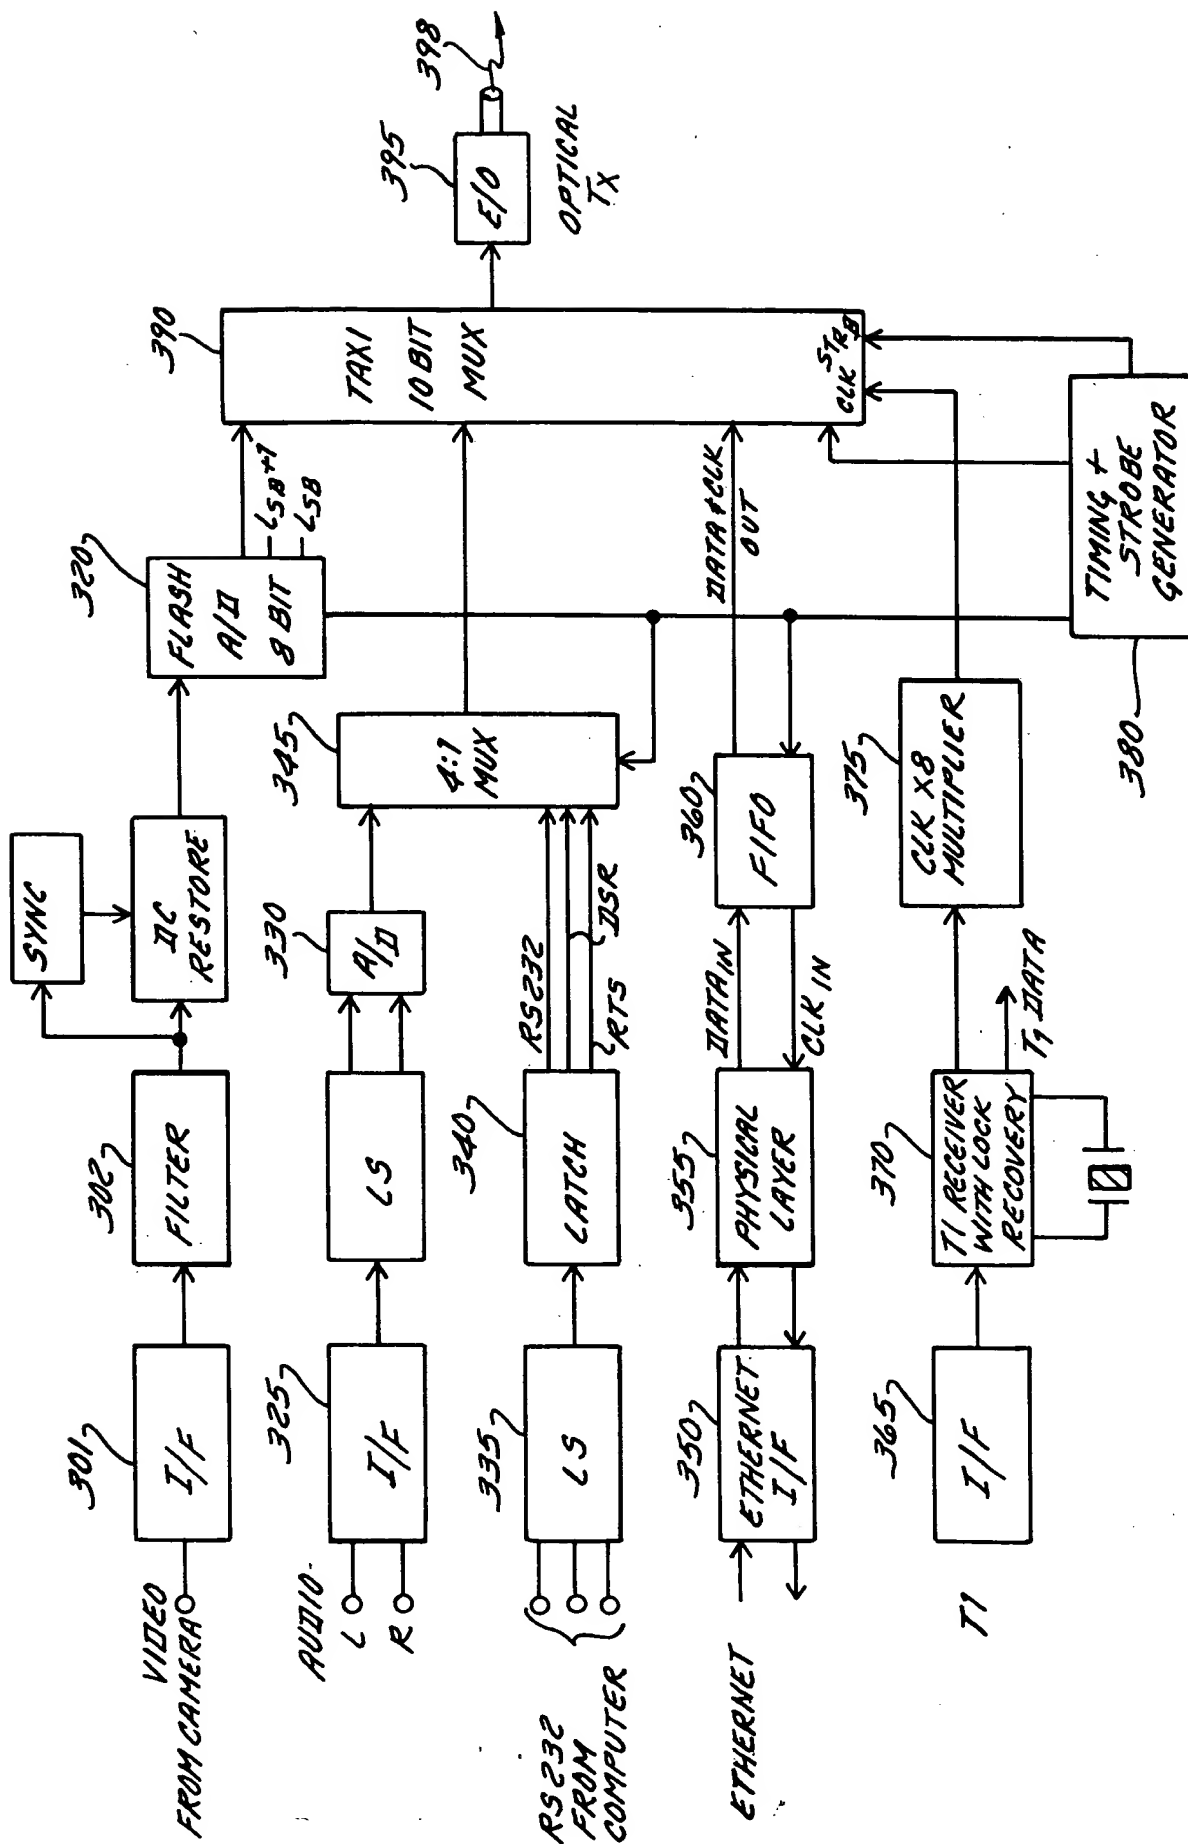 VIDEO
FROM CAMERA
301
I/F
302
FILTER
SYNC
DC
RESTORE
320
FLASH
A/D
8 BIT
LSB+1
LSB
390
TAXI
10 BIT
MUX
CLK
STRB
395
E/O
398
OPTICAL
TX
AUDIO
L
R
325
I/F
LS
330
A/D
345
4:1
MUX
RS232
FROM
COMPUTER
335
LS
340
LATCH
RS232
DSR
RTS
ETHERNET
350
ETHERNET
I/F
355
PHYSICAL
LAYER
DATA IN
CLK IN
360
FIFO
DATA & CLK
OUT
T1
365
I/F
370
T1 RECEIVER
WITH LOCK
RECOVERY
T1 DATA
375
CLK X8
MULTIPLIER
380
TIMING +
STROBE
GENERATOR